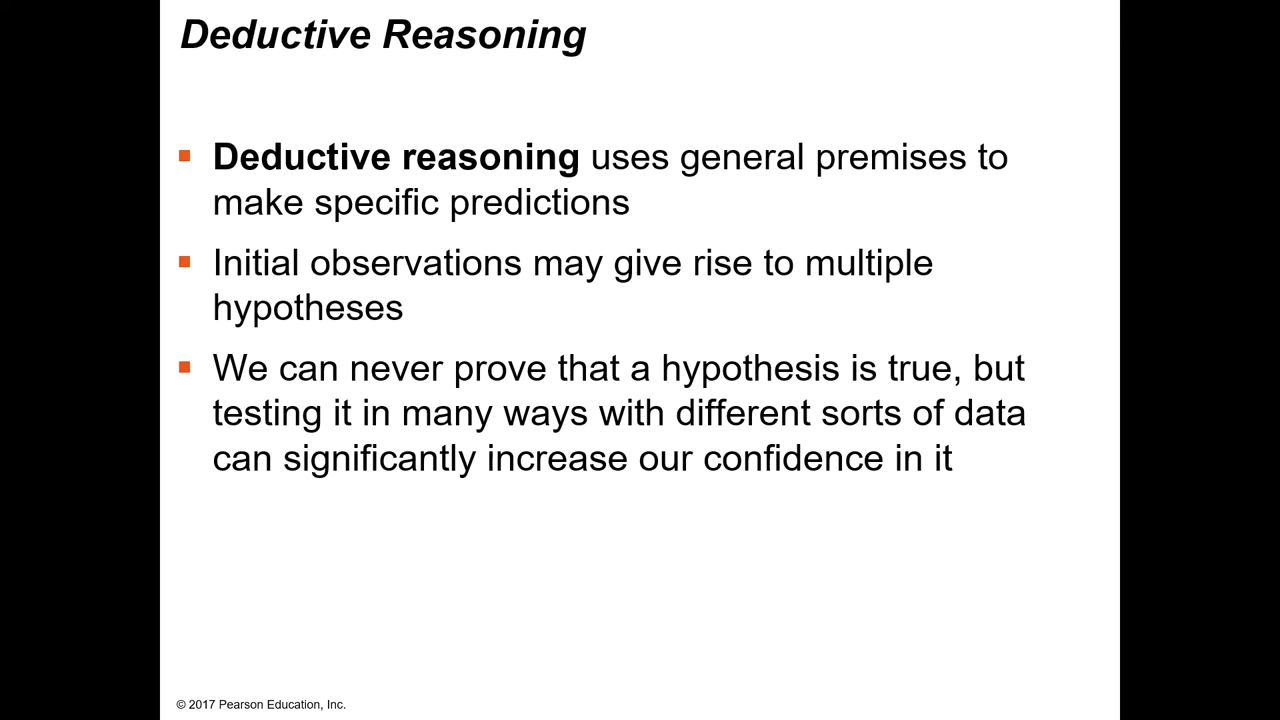 Deductive Reasoning
Deductive reasoning uses general premises to
make specific predictions
Initial observations may give rise to multiple
hypotheses
We can never prove that a hypothesis is true, but
testing it in many ways with different sorts of data
can significantly increase our confidence in it
© 2017 Pearson Education, Inc.